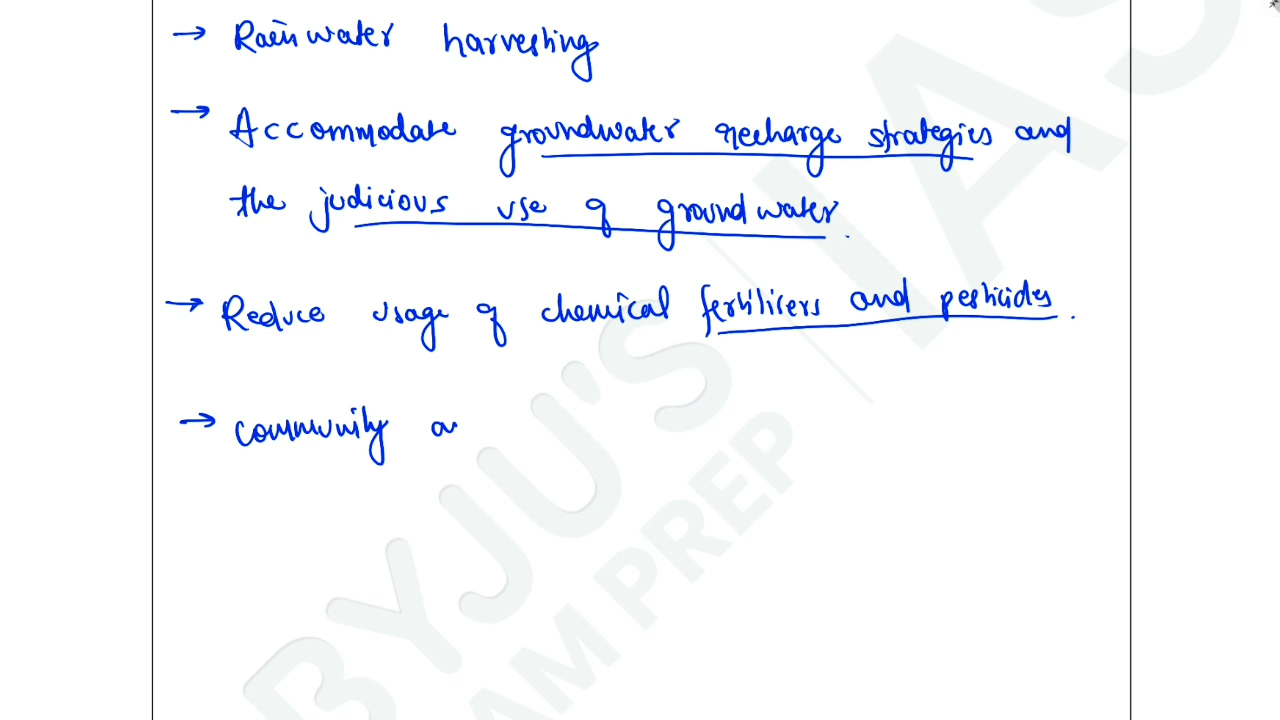 → Rainwater harvesting
→ Accommodate groundwater recharge strategies and
the judicious use of groundwater.
→ Reduce usage of chemical fertilisers and pesticides.
→ community
BYJU'S IAS
EXAM PREP